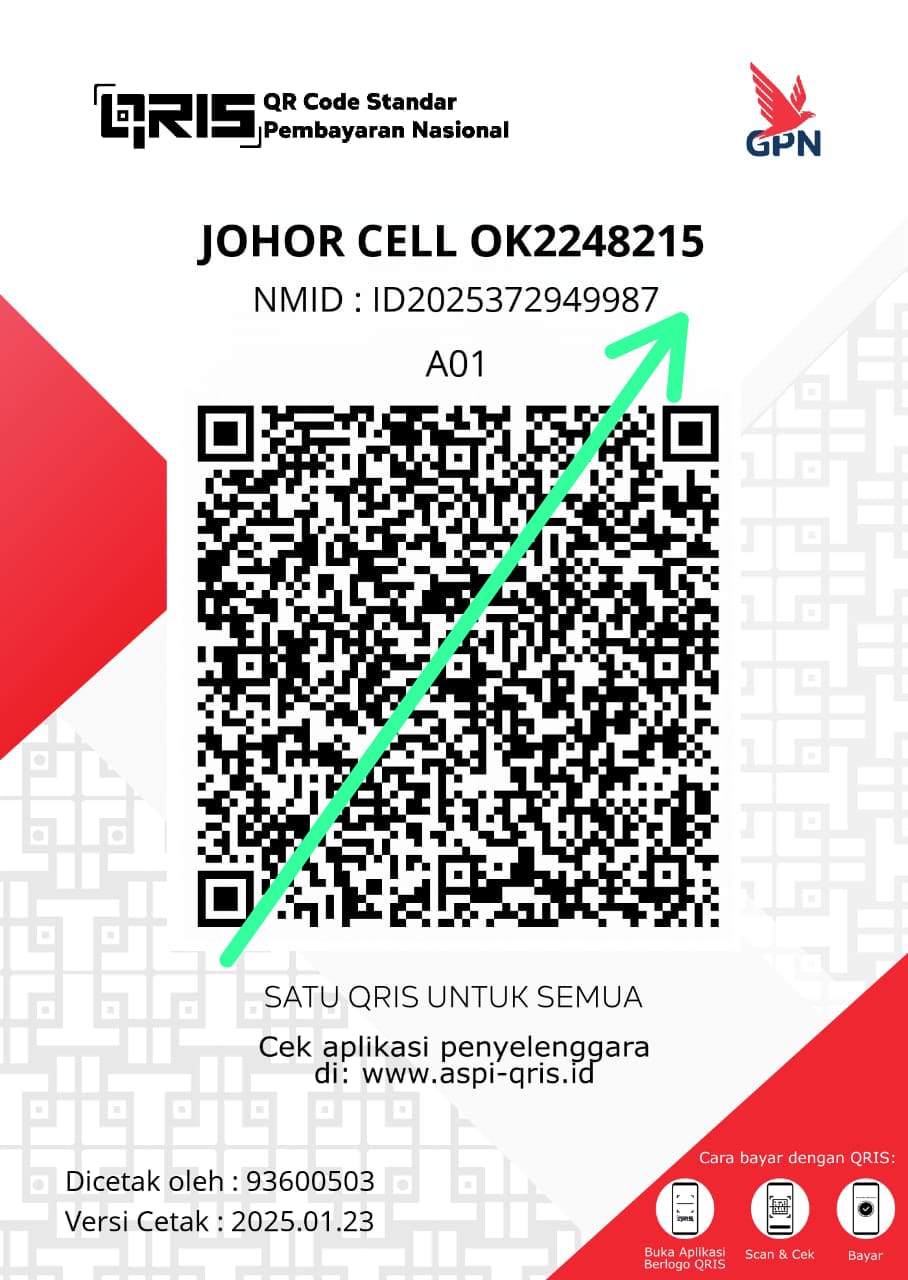 QRIS
QR Code Standar
Pembayaran Nasional
GPN
JOHOR CELL OK2248215
NMID : ID2025372949987
A01
SATU QRIS UNTUK SEMUA
Cek aplikasi penyelenggara
di: www.aspi-qris.id
Dicetak oleh : 93600503
Versi Cetak : 2025.01.23
Cara bayar dengan QRIS:
Buka Aplikasi
Berlogo QRIS
Scan & Cek
Bayar